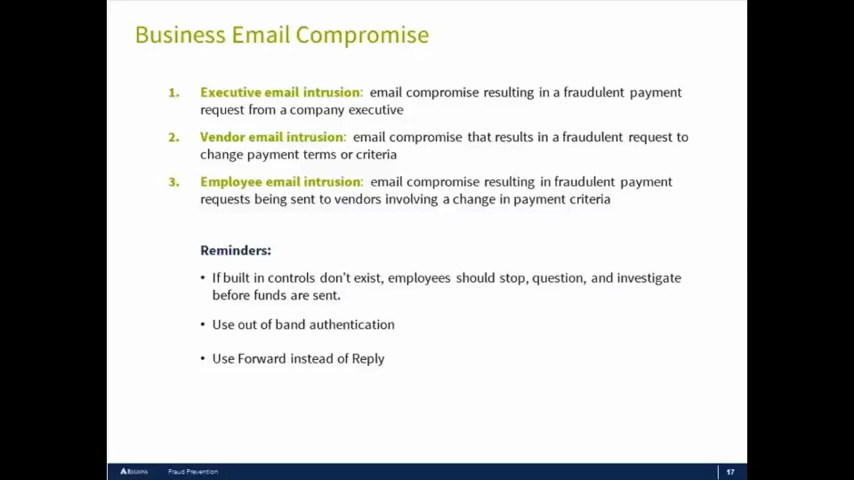 Business Email Compromise
1. Executive email intrusion: email compromise resulting in a fraudulent payment
request from a company executive
2. Vendor email intrusion: email compromise that results in a fraudulent request to
change payment terms or criteria
3. Employee email intrusion: email compromise resulting in fraudulent payment
requests being sent to vendors involving a change in payment criteria
Reminders:
• If built in controls don't exist, employees should stop, question, and investigate
before funds are sent.
• Use out of band authentication
• Use Forward instead of Reply
REGIONS Fraud Prevention 17